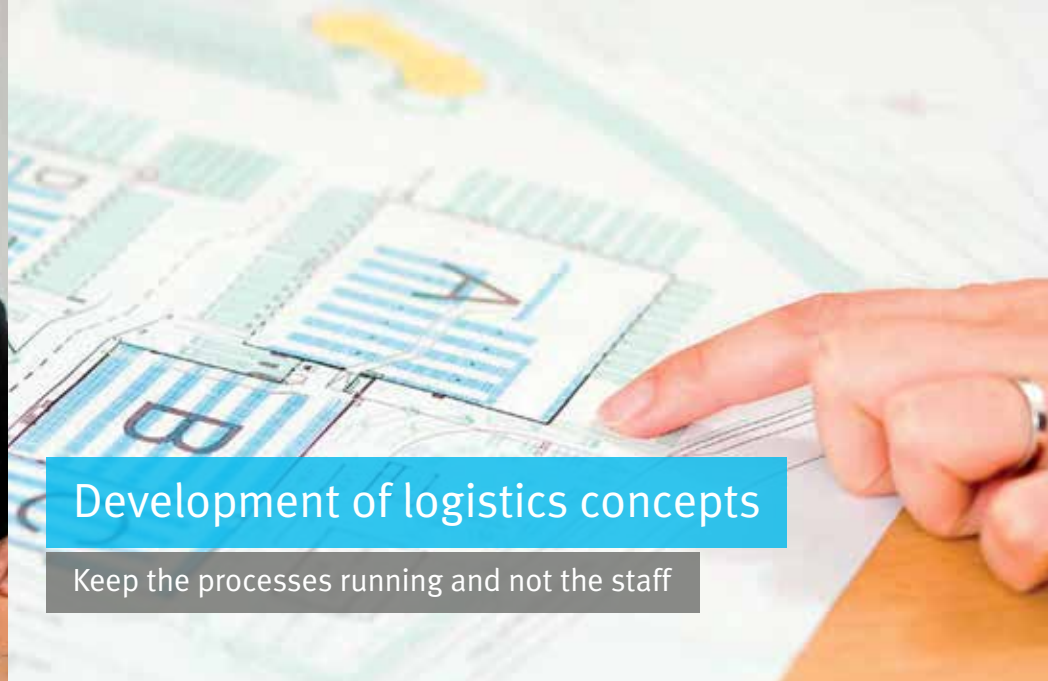 D
A
B
C
Development of logistics concepts
Keep the processes running and not the staff